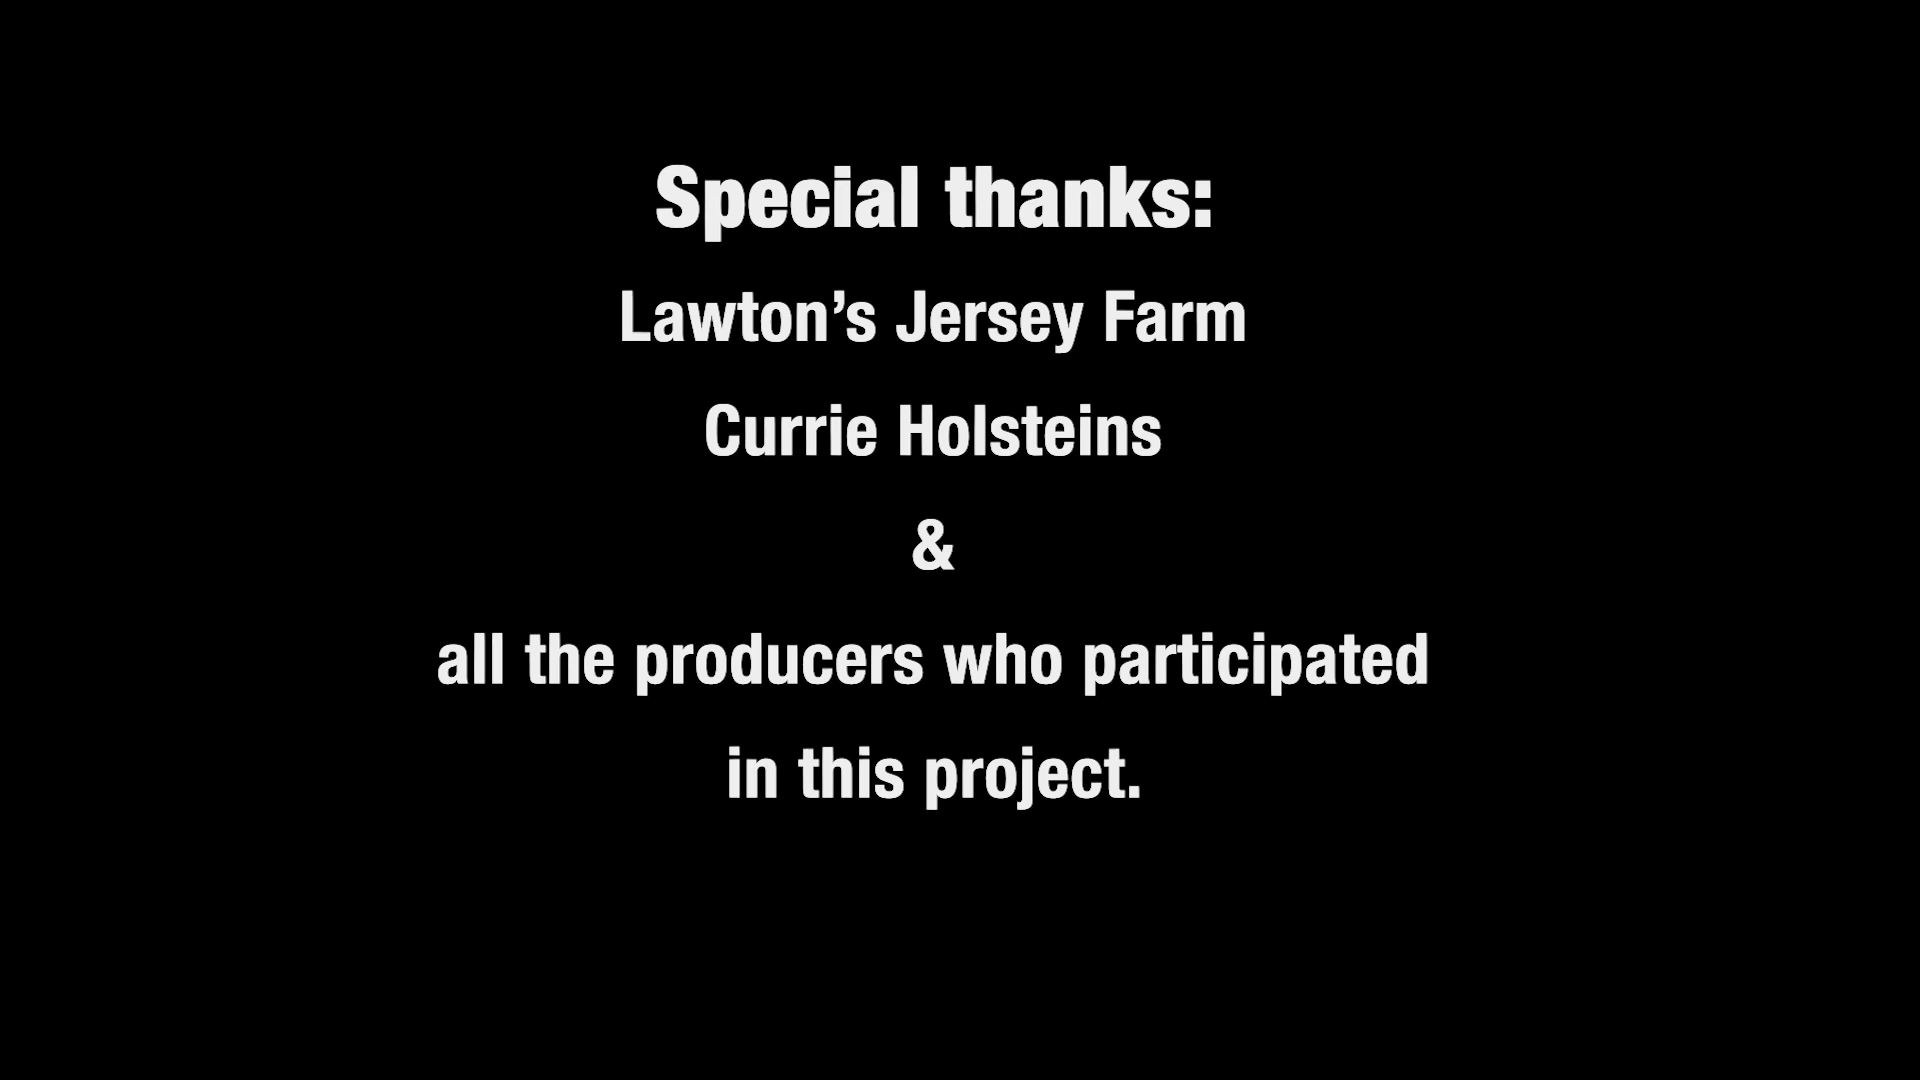 Special thanks:
Lawton’s Jersey Farm
Currie Holsteins
&
all the producers who participated
in this project.